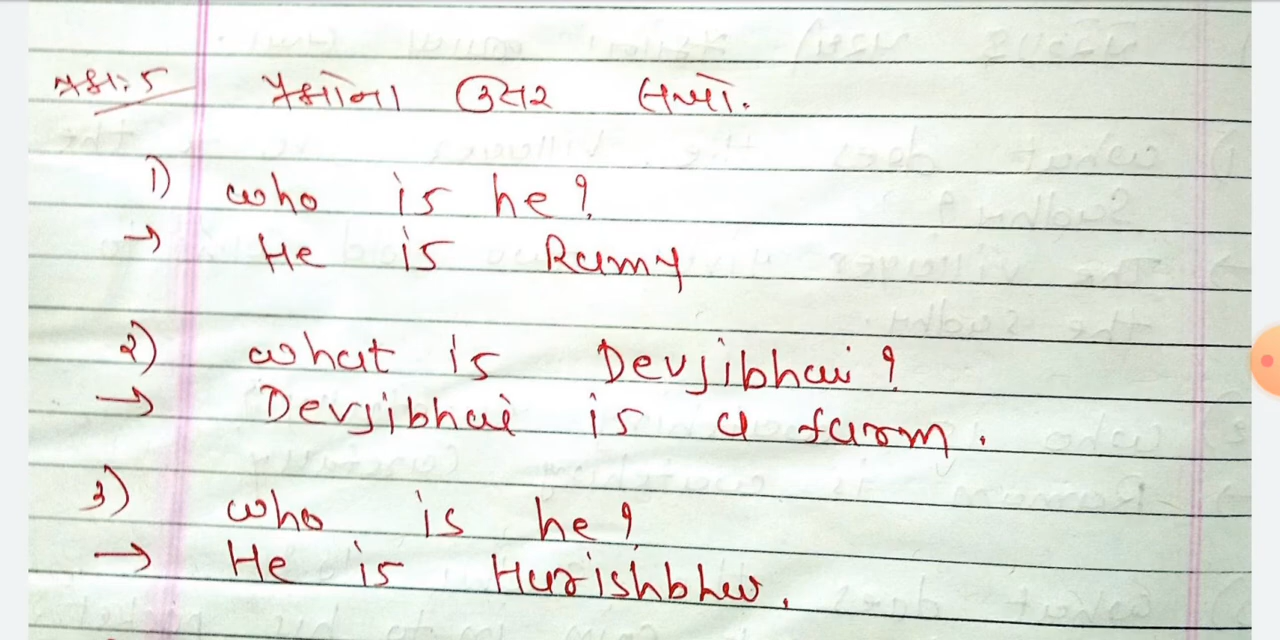 પ્રશ્ન:5 પ્રશ્નોના ઉત્તર લખો.
1) who is he?
→ He is Ramy
2) what is Devjibhai?
→ Devjibhai is a farm.
3) who is he?
→ He is Harishbhai.